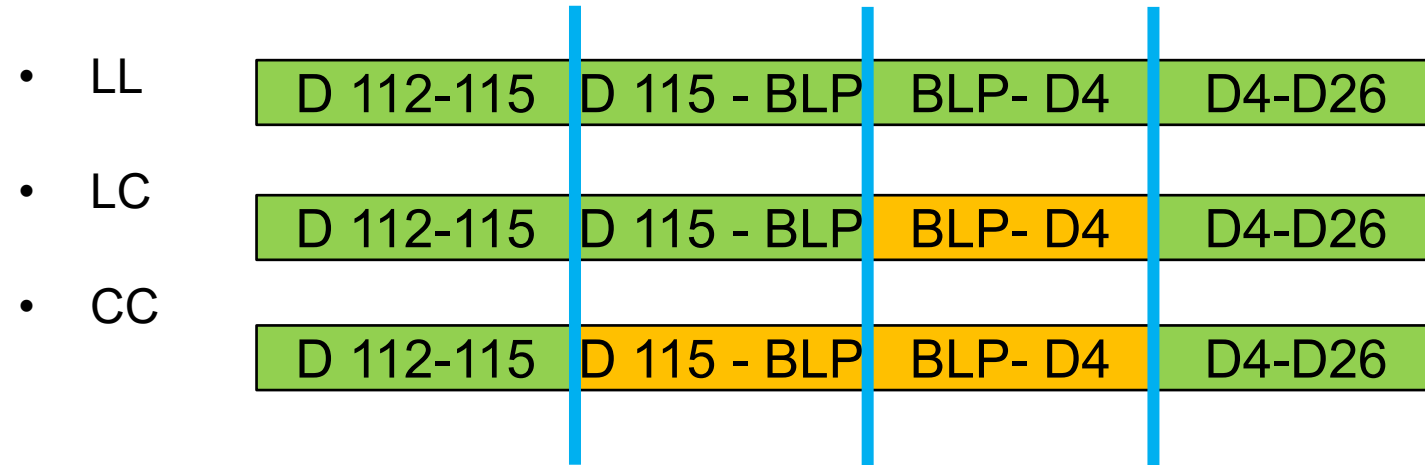 • LL
D 112-115 D 115 - BLP BLP- D4 D4-D26
• LC
D 112-115 D 115 - BLP BLP- D4 D4-D26
• CC
D 112-115 D 115 - BLP BLP- D4 D4-D26